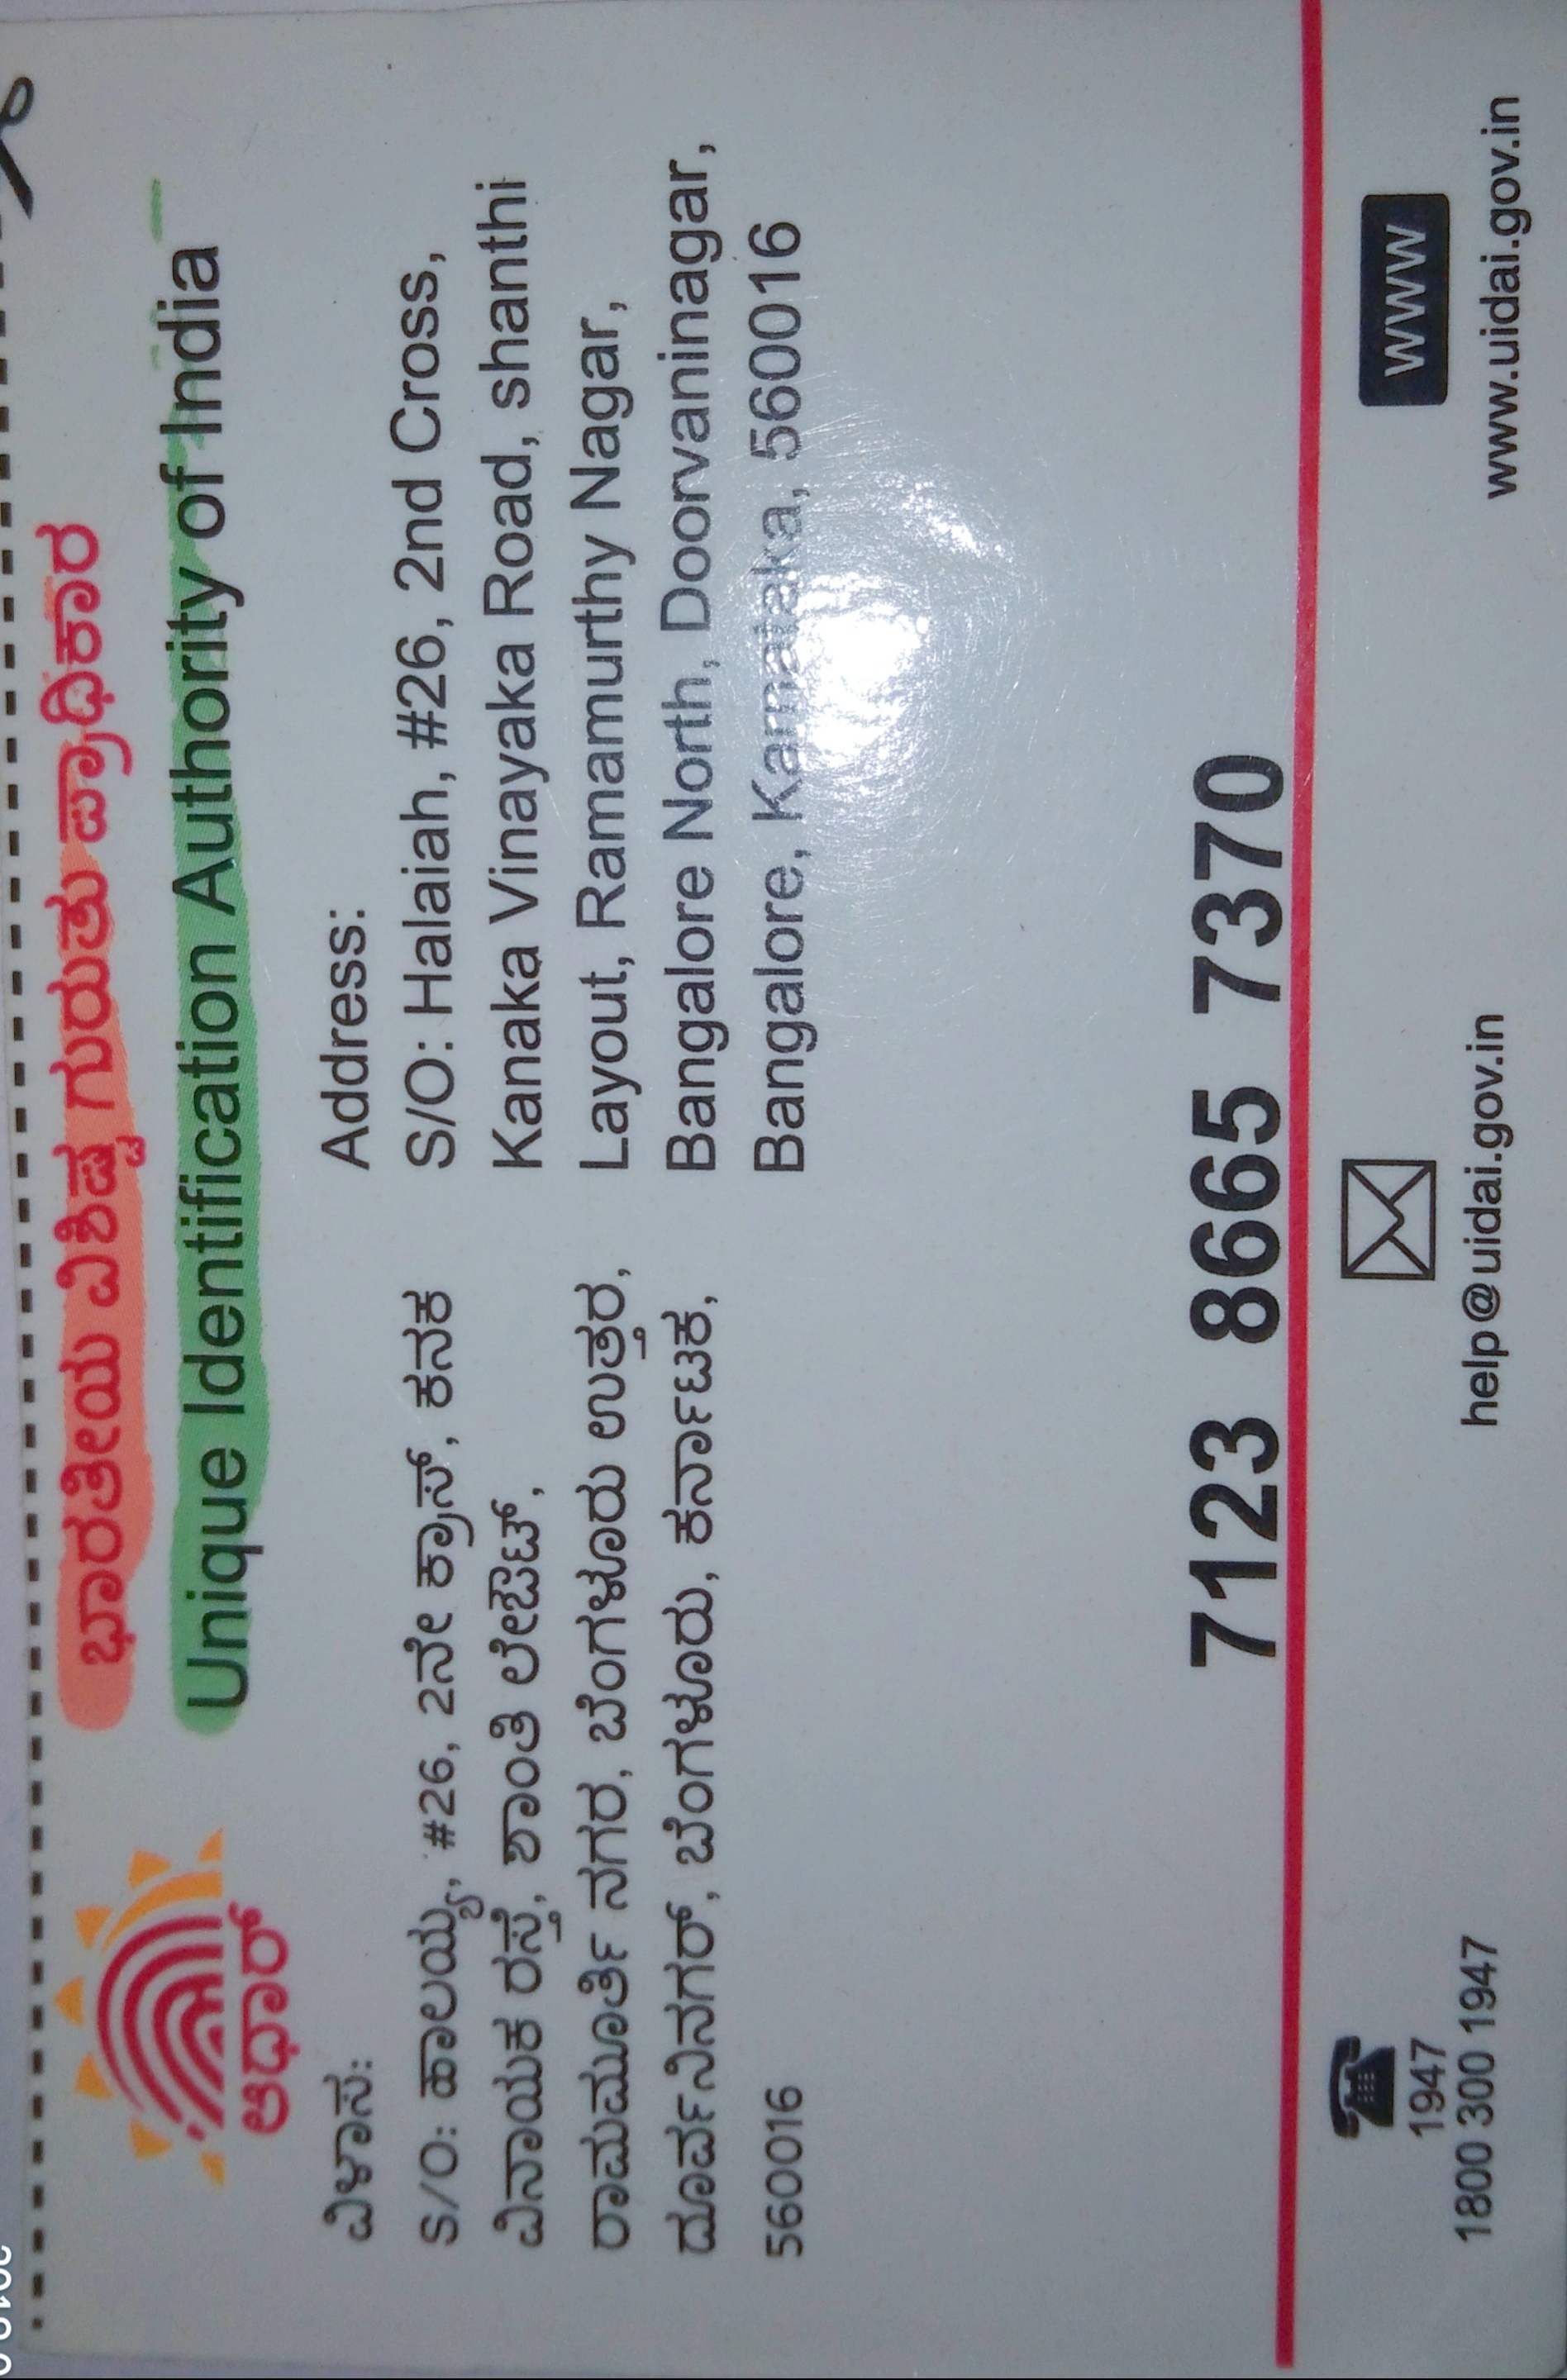 ಭಾರತೀಯ ವಿಶಿಷ್ಟ ಗುರುತು ಪ್ರಾಧಿಕಾರ
Unique Identification Authority of India
ಆಧಾರ್
ವಿಳಾಸ:
S/O: ಹಾಲಯ್ಯ, #26, 2ನೇ ಕ್ರಾಸ್, ಕನಕ
ವಿನಾಯಕ ರಸ್ತೆ, ಶಾಂತಿ ಲೇಔಟ್,
ರಾಮಮೂರ್ತಿ ನಗರ, ಬೆಂಗಳೂರು ಉತ್ತರ,
ದೂರ್ವನಿನಗರ್, ಬೆಂಗಳೂರು, ಕರ್ನಾಟಕ,
560016
Address:
S/O: Halaiah, #26, 2nd Cross,
Kanaka Vinayaka Road, shanthi
Layout, Ramamurthy Nagar,
Bangalore North, Doorvaninagar,
Bangalore, Karnataka, 560016
7123 8665 7370
1947
1800 300 1947
help@uidai.gov.in
WWW
www.uidai.gov.in